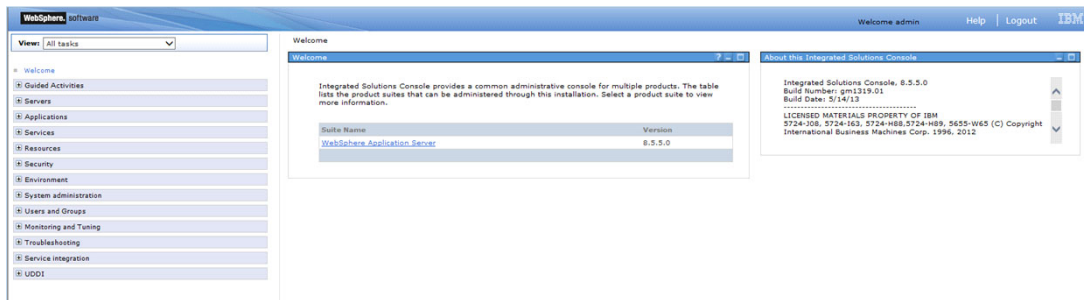 WebSphere. software
Welcome admin
Help | Logout
IBM
View: All tasks
Welcome
Guided Activities
Servers
Applications
Services
Resources
Security
Environment
System administration
Users and Groups
Monitoring and Tuning
Troubleshooting
Service integration
UDDI
Welcome
Welcome
? _
Integrated Solutions Console provides a common administrative console for multiple products. The table
lists the product suites that can be administered through this installation. Select a product suite to view
more information.
Suite Name Version
WebSphere Application Server 8.5.5.0
About this Integrated Solutions Console
Integrated Solutions Console, 8.5.5.0
Build Number: gm1319.01
Build Date: 5/14/13
----------------------------------
LICENSED MATERIALS PROPERTY OF IBM
5724-J08, 5724-I63, 5724-H88,5724-H89, 5655-W65 (C) Copyright
International Business Machines Corp. 1996, 2012